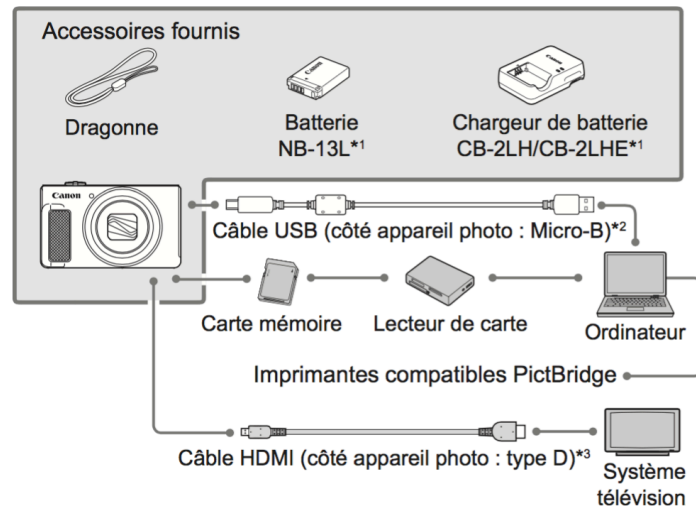 Accessoires fournis
Dragonne
Batterie
NB-13L*1
Chargeur de batterie
CB-2LH/CB-2LHE*1
Canon
Canon
Canon
Câble USB (côté appareil photo : Micro-B)*2
Carte mémoire
Lecteur de carte
Ordinateur
Imprimantes compatibles PictBridge
Câble HDMI (côté appareil photo : type D)*3
Système
télévision